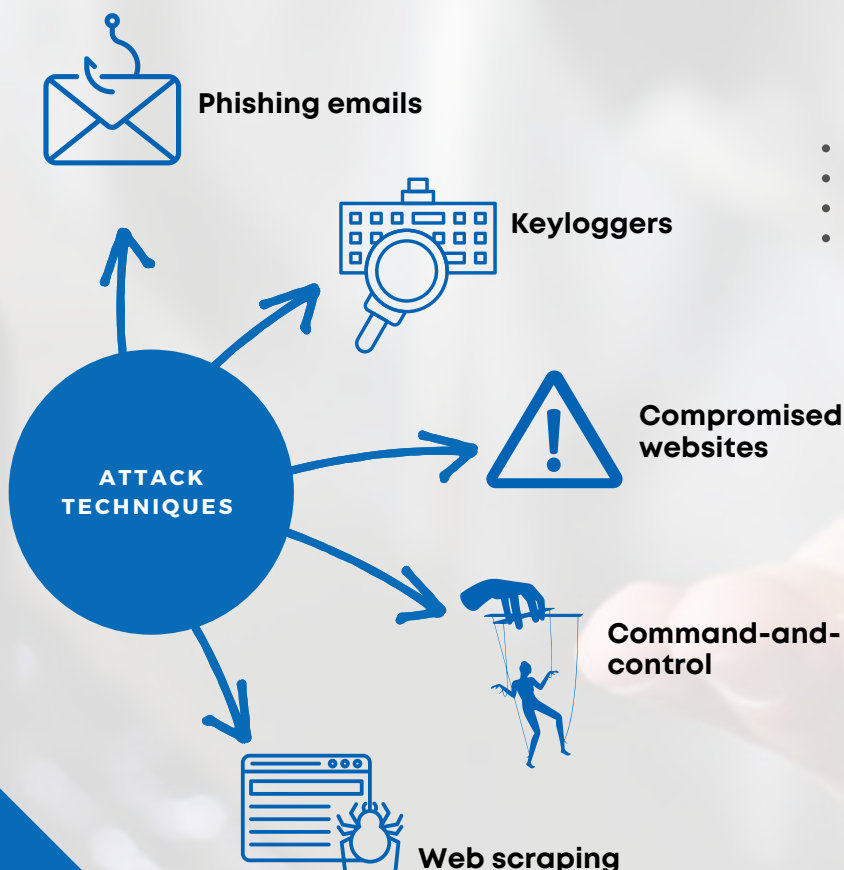 Phishing emails
Keyloggers
Compromised
websites
ATTACK
TECHNIQUES
Command-and-
control
Web scraping